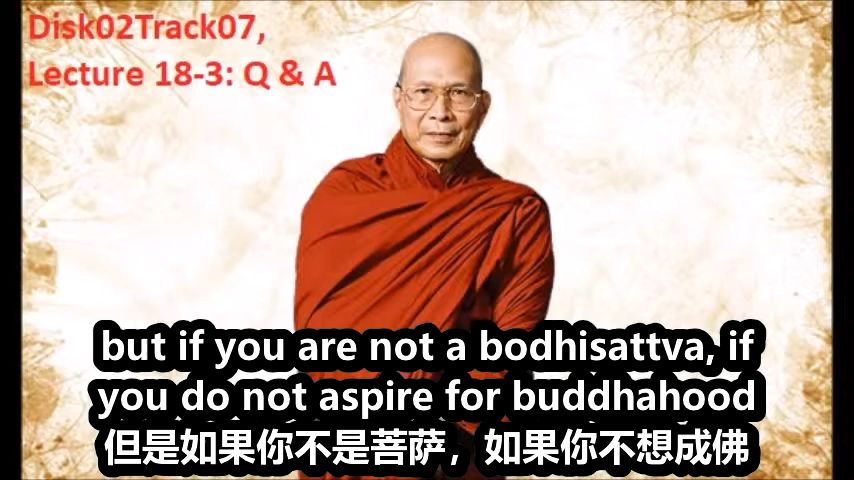 Disk02Track07,
Lecture 18-3: Q & A
but if you are not a bodhisattva, if
you do not aspire for buddhahood
但是如果你不是菩萨，如果你不想成佛